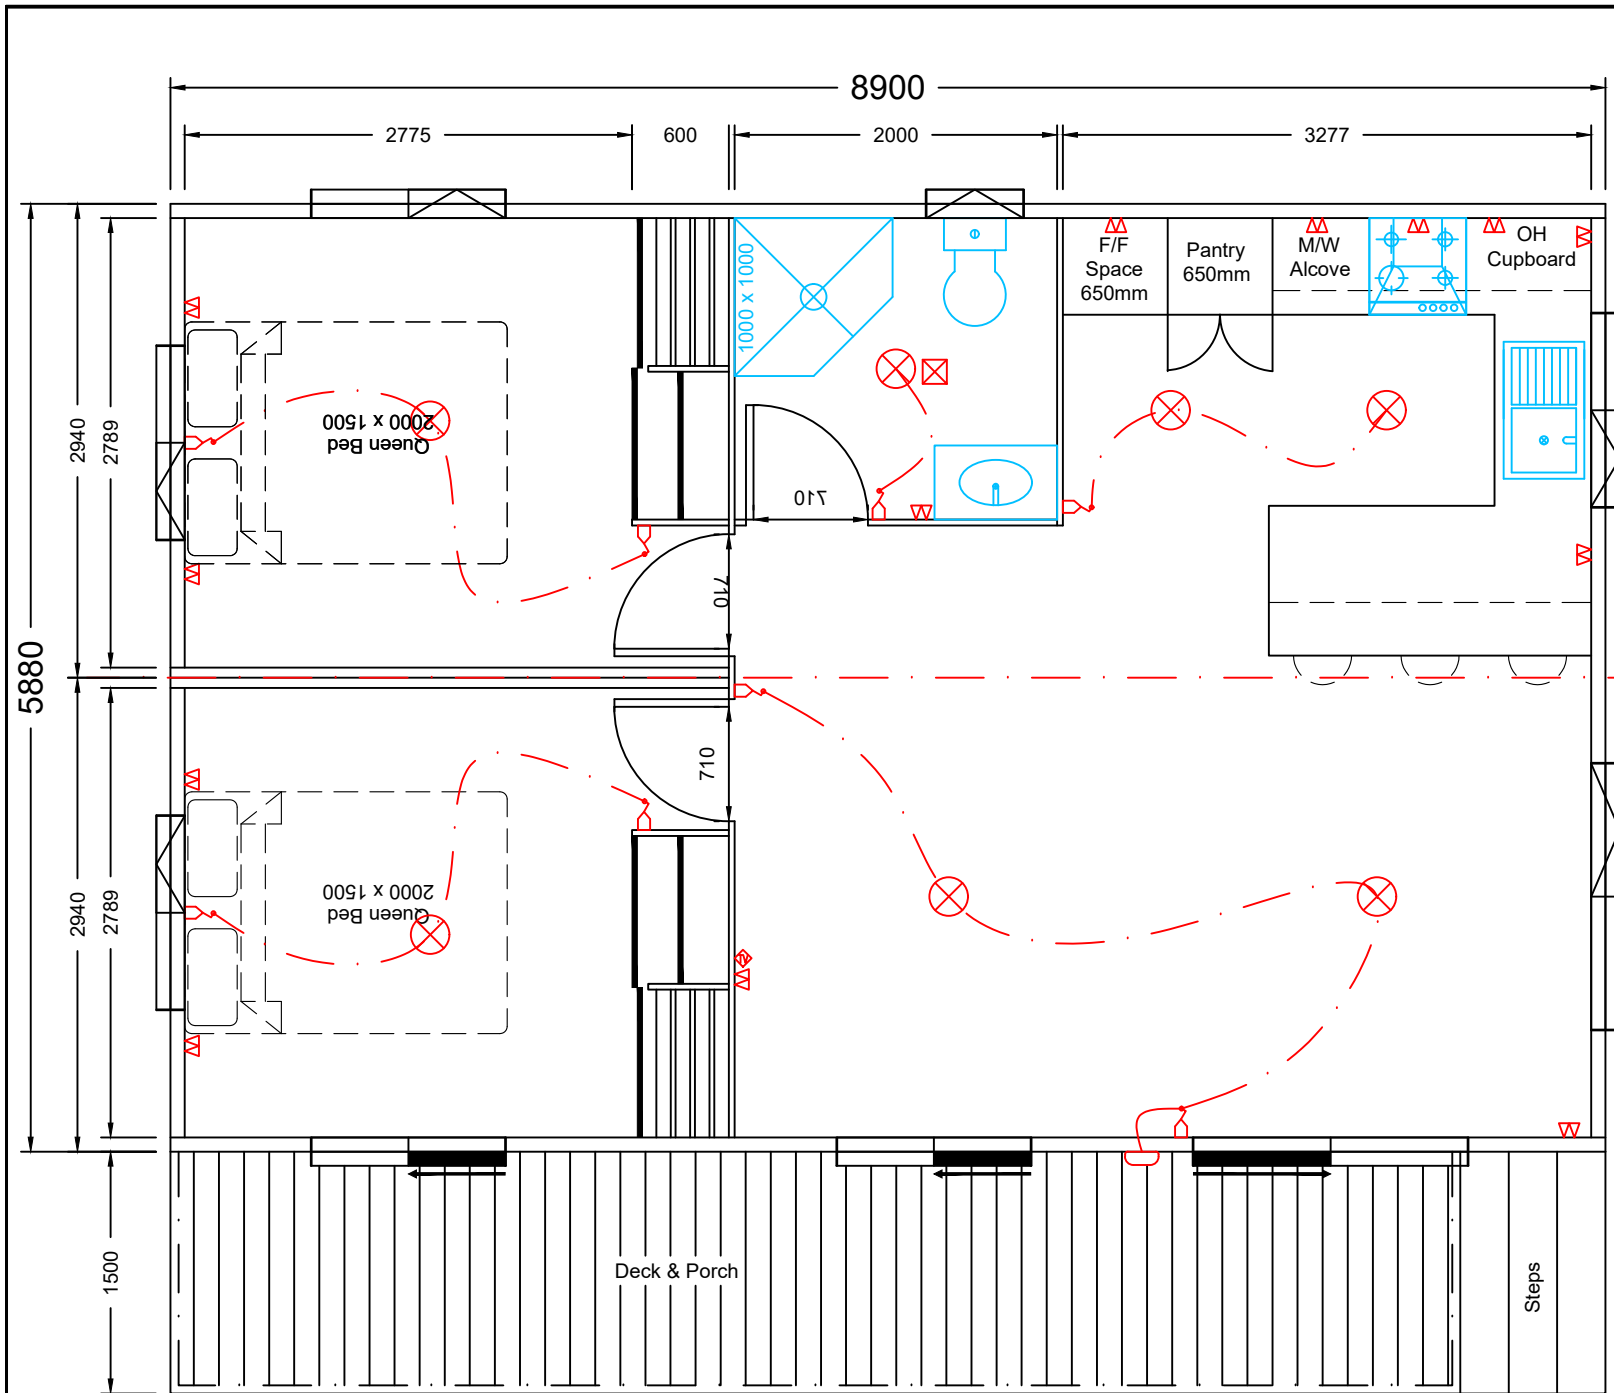 8900
2775
600
2000
3277
5880
2940
2789
2940
2789
1500
1000 x 1000
F/F
Space
650mm
Pantry
650mm
M/W
Alcove
OH
Cupboard
Queen Bed
2000 x 1500
710
710
710
Queen Bed
2000 x 1500
Deck & Porch
Steps